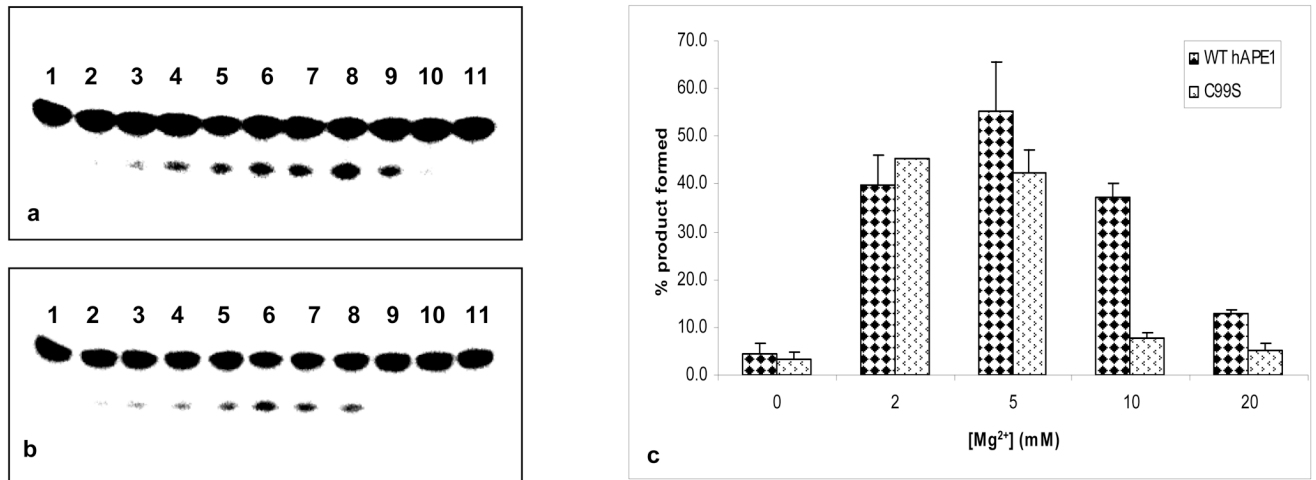 1 2 3 4 5 6 7 8 9 10 11
a
1 2 3 4 5 6 7 8 9 10 11
b
70.0
60.0
50.0
40.0
30.0
20.0
10.0
0.0
% product formed
WT hAPE1
C99S
0 2 5 10 20
[Mg²⁺] (mM)
c